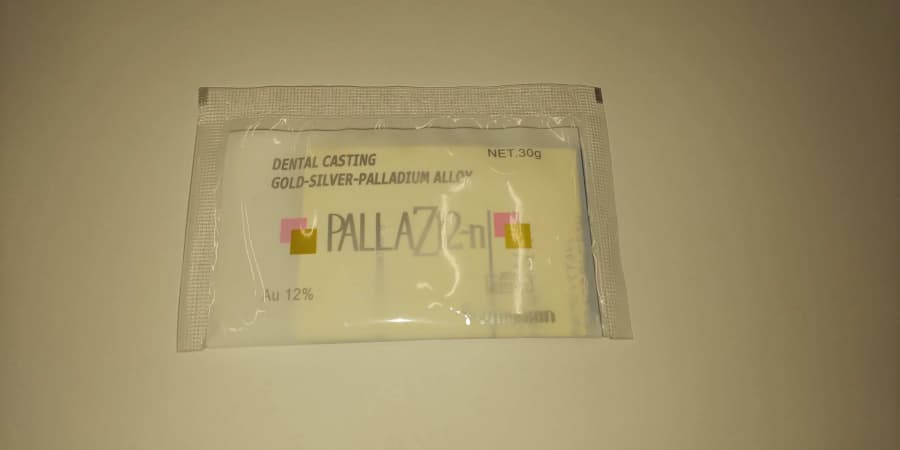 DENTAL CASTING
NET.30g
GOLD-SILVER-PALLADIUM ALLOY
PALLAZ12-n
Au 12%